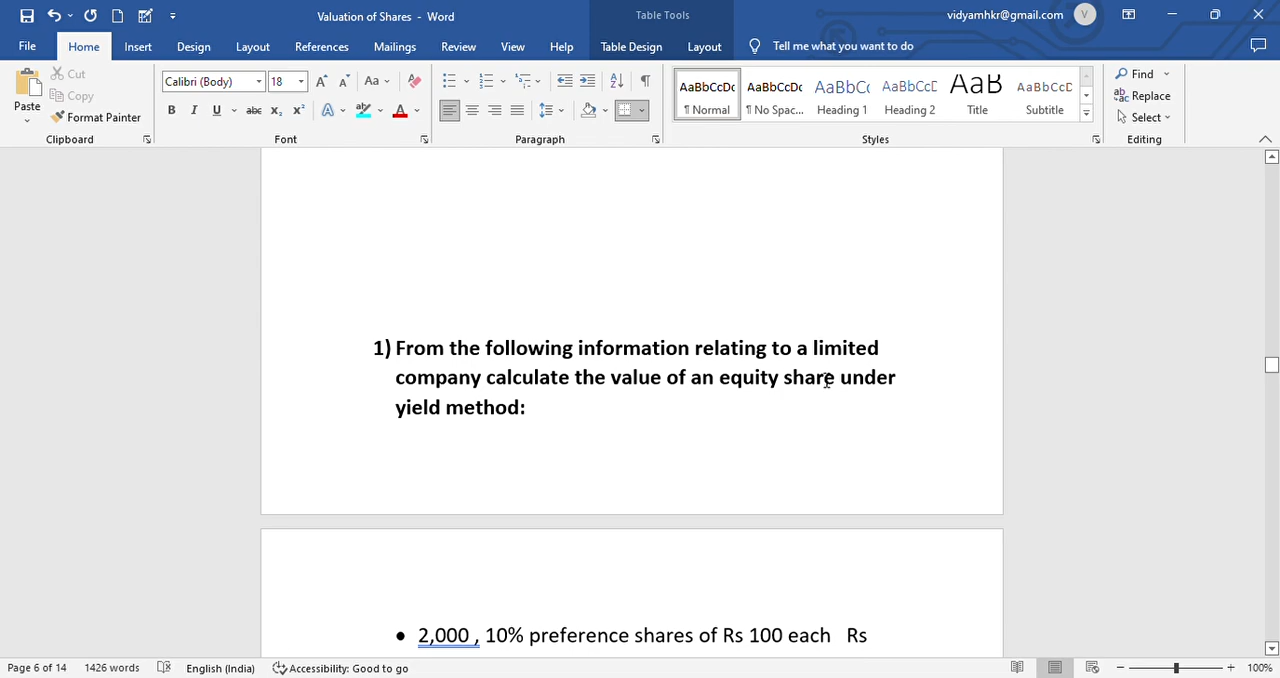 Valuation of Shares - Word
Table Tools
vidyamhkr@gmail.com
V
File Home Insert Design Layout References Mailings Review View Help Table Design Layout Tell me what you want to do
Paste
Cut
Copy
Format Painter
Clipboard
Calibri (Body) 18
Font
Paragraph
AaBbCcDc AaBbCcDc AaBbC( AaBbCcD AaB AaBbCcD
¶ Normal ¶ No Spac... Heading 1 Heading 2 Title Subtitle
Styles
Find
Replace
Select
Editing
1) From the following information relating to a limited
company calculate the value of an equity share under
yield method:
• 2,000 , 10% preference shares of Rs 100 each Rs
Page 6 of 14 1426 words English (India) Accessibility: Good to go 100%